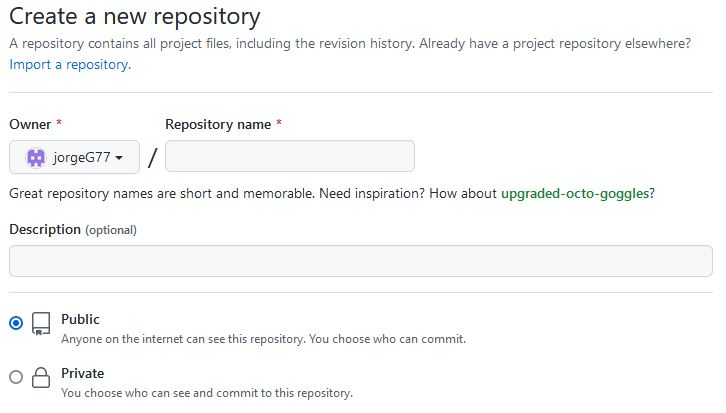 Create a new repository
A repository contains all project files, including the revision history. Already have a project repository elsewhere?
Import a repository.
Owner * Repository name *
jorgeG77 /
Great repository names are short and memorable. Need inspiration? How about upgraded-octo-goggles?
Description (optional)
Public
Anyone on the internet can see this repository. You choose who can commit.
Private
You choose who can see and commit to this repository.